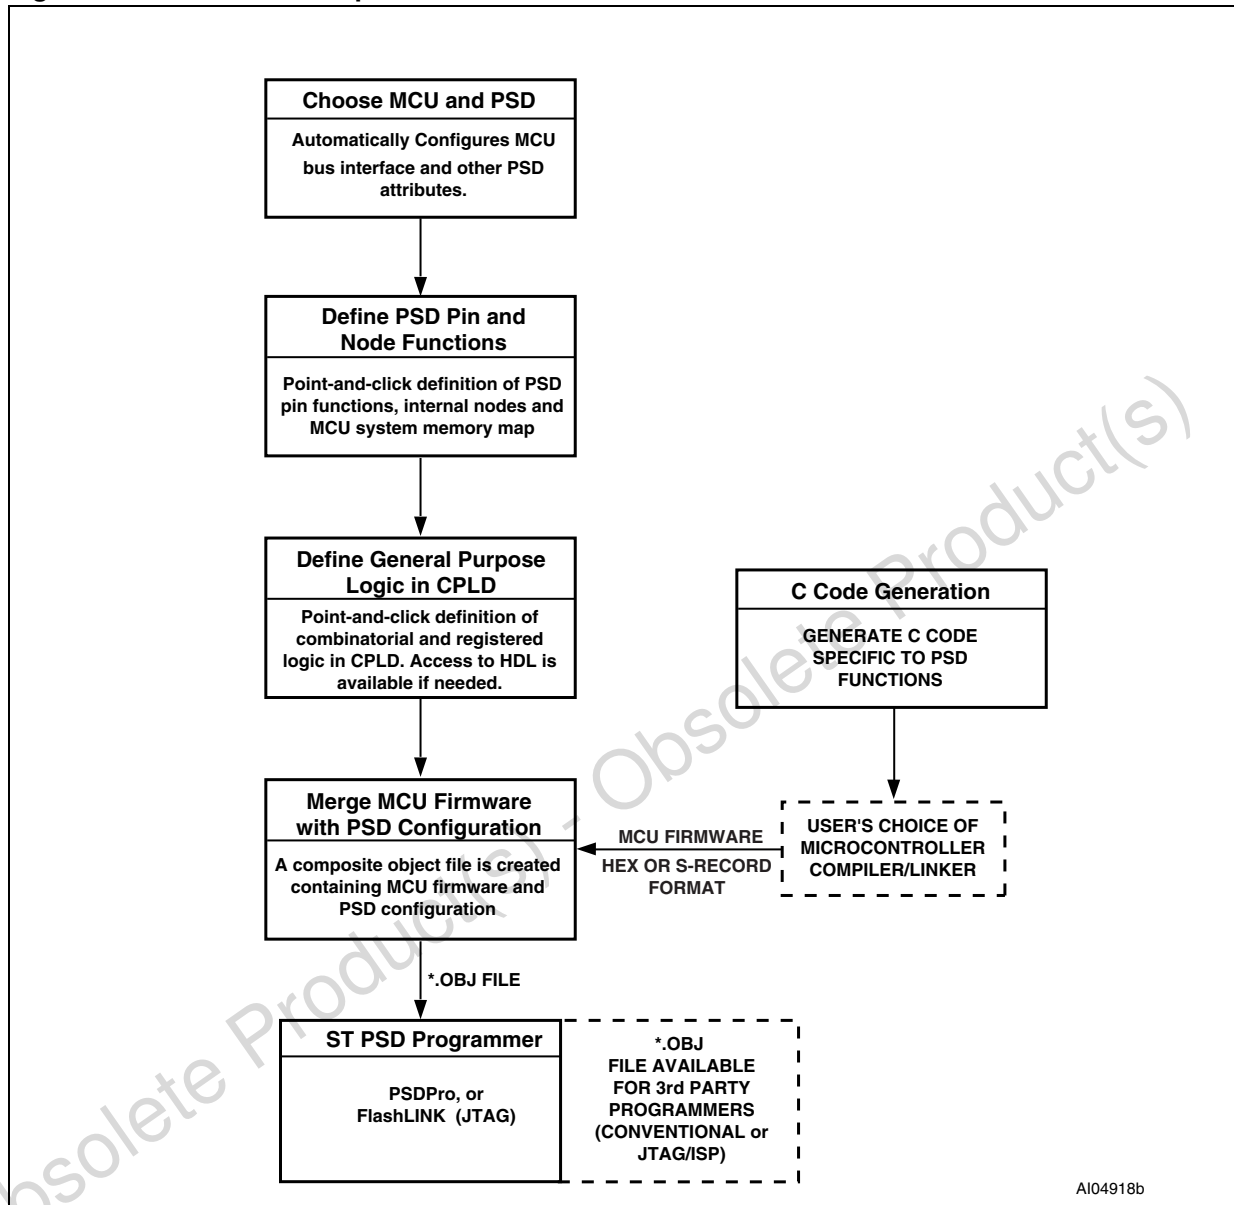 Choose MCU and PSD
Automatically Configures MCU
bus interface and other PSD
attributes.
Define PSD Pin and
Node Functions
Point-and-click definition of PSD
pin functions, internal nodes and
MCU system memory map
Define General Purpose
Logic in CPLD
Point-and-click definition of
combinatorial and registered
logic in CPLD. Access to HDL is
available if needed.
C Code Generation
GENERATE C CODE
SPECIFIC TO PSD
FUNCTIONS
Merge MCU Firmware
with PSD Configuration
A composite object file is created
containing MCU firmware and
PSD configuration
MCU FIRMWARE
HEX OR S-RECORD
FORMAT
USER'S CHOICE OF
MICROCONTROLLER
COMPILER/LINKER
*.OBJ FILE
ST PSD Programmer
PSDPro, or
FlashLINK (JTAG)
*.OBJ
FILE AVAILABLE
FOR 3rd PARTY
PROGRAMMERS
(CONVENTIONAL or
JTAG/ISP)
AI04918b
bsolete Product(s) - Obsolete Product(s)